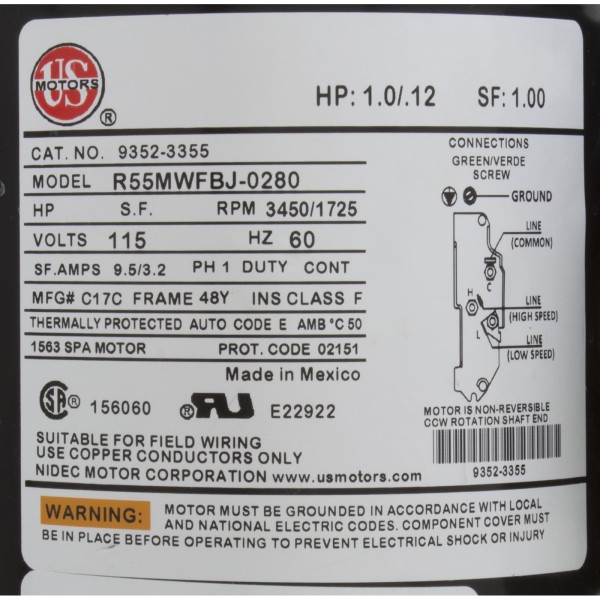 US
MOTORS
®
HP: 1.0/.12 SF: 1.00
CAT. NO. 9352-3355
MODEL R55MWFBJ-0280
HP S.F. RPM 3450/1725
VOLTS 115 HZ 60
SF.AMPS 9.5/3.2 PH 1 DUTY CONT
MFG# C17C FRAME 48Y INS CLASS F
THERMALLY PROTECTED AUTO CODE E AMB °C 50
1563 SPA MOTOR PROT. CODE 02151
Made in Mexico
SA ® 156060 ® RU E22922
SUITABLE FOR FIELD WIRING
USE COPPER CONDUCTORS ONLY
NIDEC MOTOR CORPORATION www.usmotors.com
CONNECTIONS
GREEN/VERDE
SCREW
GROUND
LINE
(COMMON)
C
H
LINE
(HIGH SPEED)
L
LINE
(LOW SPEED)
MOTOR IS NON-REVERSIBLE
CCW ROTATION SHAFT END
9352-3355
WARNING: MOTOR MUST BE GROUNDED IN ACCORDANCE WITH LOCAL
AND NATIONAL ELECTRIC CODES. COMPONENT COVER MUST
BE IN PLACE BEFORE OPERATING TO PREVENT ELECTRICAL SHOCK OR INJURY